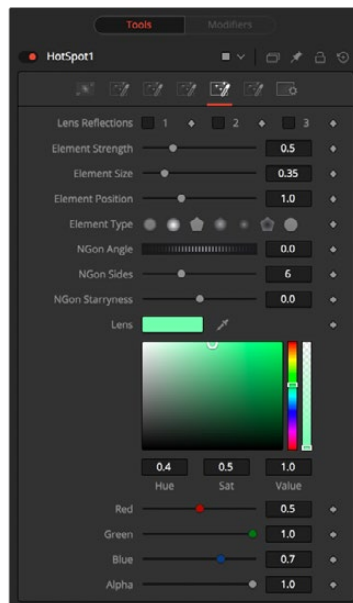 Tools Modifiers
HotSpot1
Lens Reflections 1 2 3
Element Strength 0.5
Element Size 0.35
Element Position 1.0
Element Type
NGon Angle 0.0
NGon Sides 6
NGon Starryness 0.0
Lens
0.4 0.5 1.0
Hue Sat Value
Red 0.5
Green 1.0
Blue 0.7
Alpha 1.0